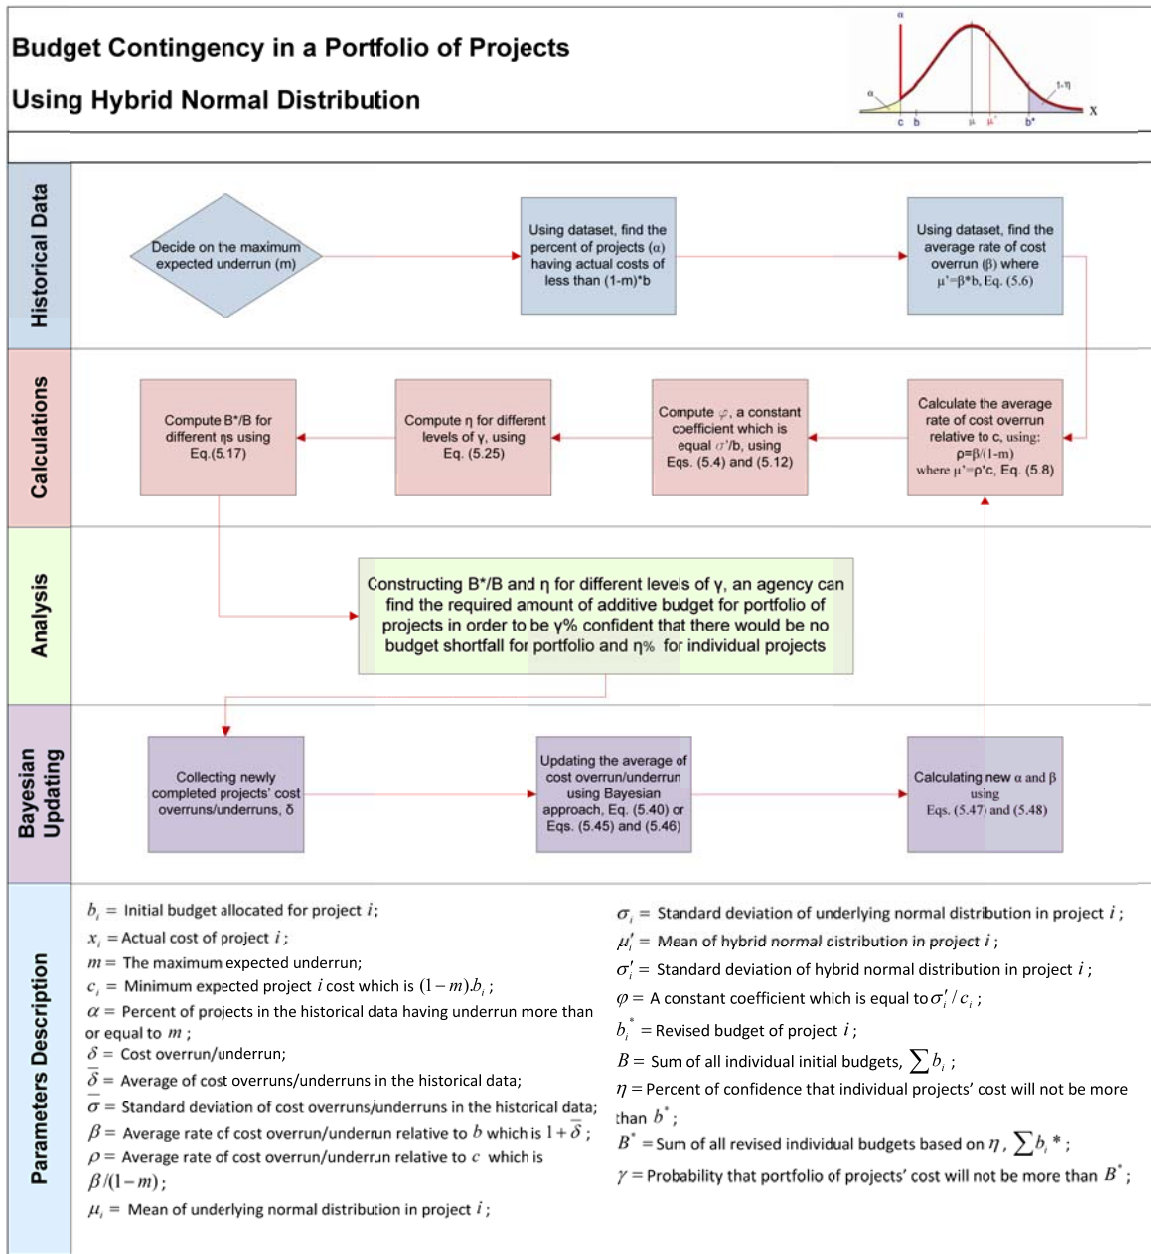 Budget Contingency in a Portfolio of Projects
Using Hybrid Normal Distribution
α
α
1-η
c
b
μ
μ'
b*
X
Historical Data
Decide on the maximum
expected underrun (m)
Using dataset, find the
percent of projects (α)
having actual costs of
less than (1-m)*b
Using dataset, find the
average rate of cost
overrun (β) where
μ'=β*b, Eq. (5.6)
Calculations
Compute B*/B for
different ηs using
Eq.(5.17)
Compute η for different
levels of γ, using
Eq. (5.25)
Compute φ, a constant
coefficient which is
equal σ'/b, using
Eqs. (5.4) and (5.12)
Calculate the average
rate of cost overrun
relative to c, using:
ρ=β/(1-m)
where μ'=ρ'c, Eq. (5.8)
Analysis
Constructing B*/B and η for different levels of γ, an agency can
find the required amount of additive budget for portfolio of
projects in order to be γ% confident that there would be no
budget shortfall for portfolio and η% for individual projects
Bayesian
Updating
Collecting newly
completed projects' cost
overruns/underruns, δ
Updating the average of
cost overrun/underrun
using Bayesian
approach, Eq. (5.40) or
Eqs. (5.45) and (5.46)
Calculating new α and β
using
Eqs. (5.47) and (5.48)
Parameters Description
b_i = Initial budget allocated for project i;
x_i = Actual cost of project i;
m = The maximum expected underrun;
c_i = Minimum expected project i cost which is (1−m).b_i;
α = Percent of projects in the historical data having underrun more than
or equal to m;
δ = Cost overrun/underrun;
δ̄ = Average of cost overruns/underruns in the historical data;
σ̄ = Standard deviation of cost overruns/underruns in the historical data;
β = Average rate of cost overrun/underrun relative to b which is 1+δ̄;
ρ = Average rate of cost overrun/underrun relative to c which is
β/(1−m);
μ_i = Mean of underlying normal distribution in project i;
σ_i = Standard deviation of underlying normal distribution in project i;
μ'_i = Mean of hybrid normal distribution in project i;
σ'_i = Standard deviation of hybrid normal distribution in project i;
φ = A constant coefficient which is equal to σ'_i/c_i;
b_i* = Revised budget of project i;
B = Sum of all individual initial budgets, ∑b_i;
η = Percent of confidence that individual projects' cost will not be more
than b*;
B* = Sum of all revised individual budgets based on η, ∑b_i*;
γ = Probability that portfolio of projects' cost will not be more than B*;